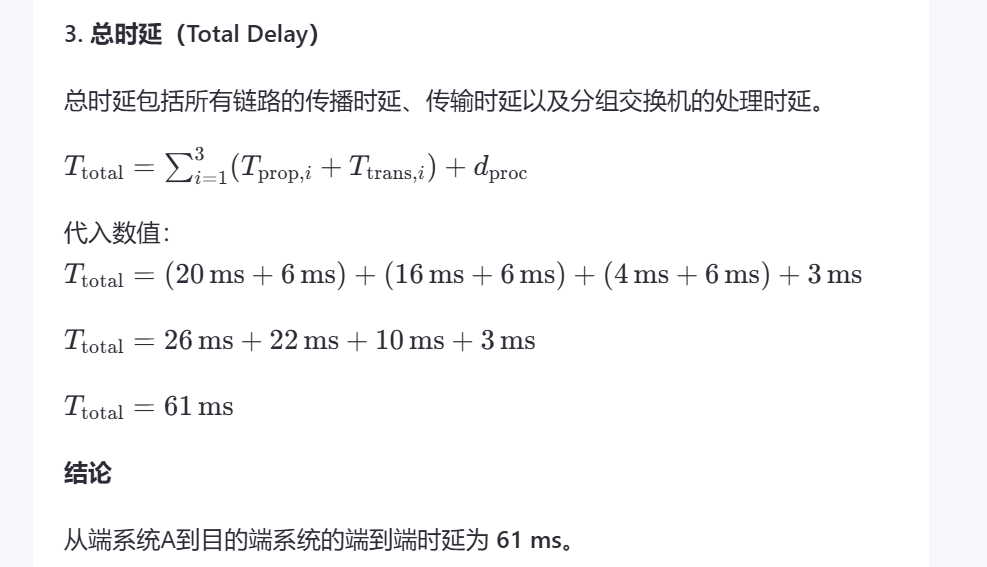 3. 总时延（Total Delay）
总时延包括所有链路的传播时延、传输时延以及分组交换机的处理时延。
$T_{\text{total}} = \sum_{i=1}^{3}(T_{\text{prop},i} + T_{\text{trans},i}) + d_{\text{proc}}$
代入数值：
$T_{\text{total}} = (20\,\text{ms} + 6\,\text{ms}) + (16\,\text{ms} + 6\,\text{ms}) + (4\,\text{ms} + 6\,\text{ms}) + 3\,\text{ms}$
$T_{\text{total}} = 26\,\text{ms} + 22\,\text{ms} + 10\,\text{ms} + 3\,\text{ms}$
$T_{\text{total}} = 61\,\text{ms}$
结论
从端系统A到目的端系统的端到端时延为 61 ms。